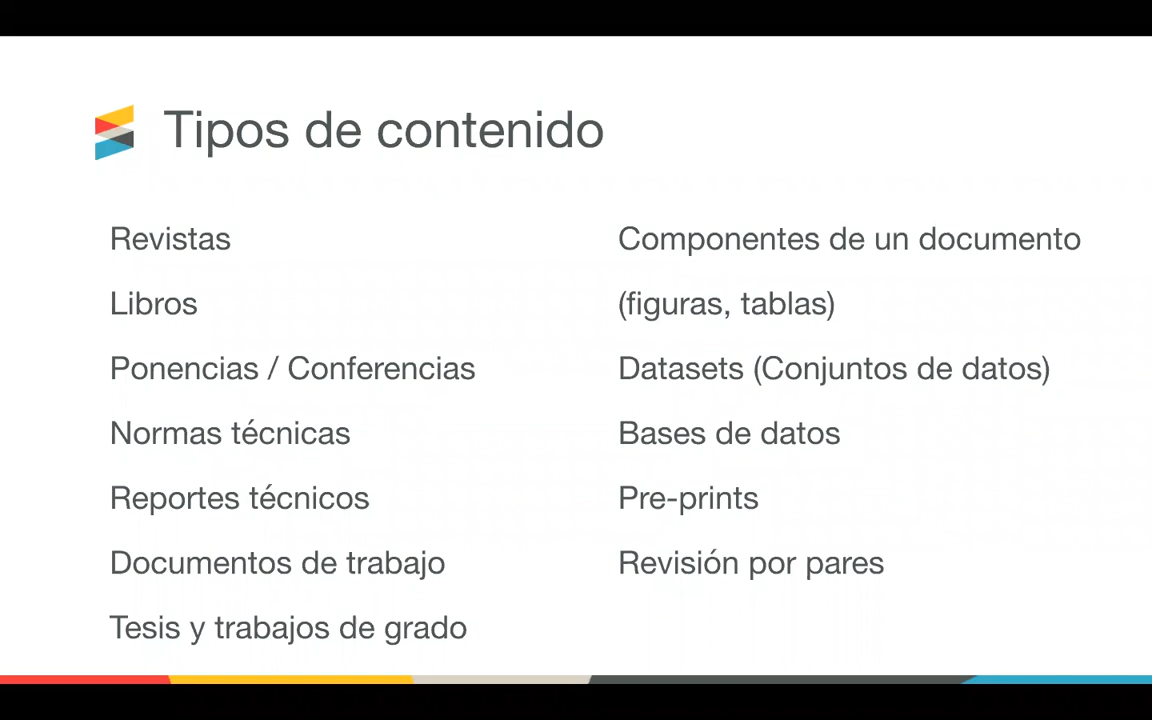 Tipos de contenido
Revistas
Libros
Ponencias / Conferencias
Normas técnicas
Reportes técnicos
Documentos de trabajo
Tesis y trabajos de grado
Componentes de un documento
(figuras, tablas)
Datasets (Conjuntos de datos)
Bases de datos
Pre-prints
Revisión por pares